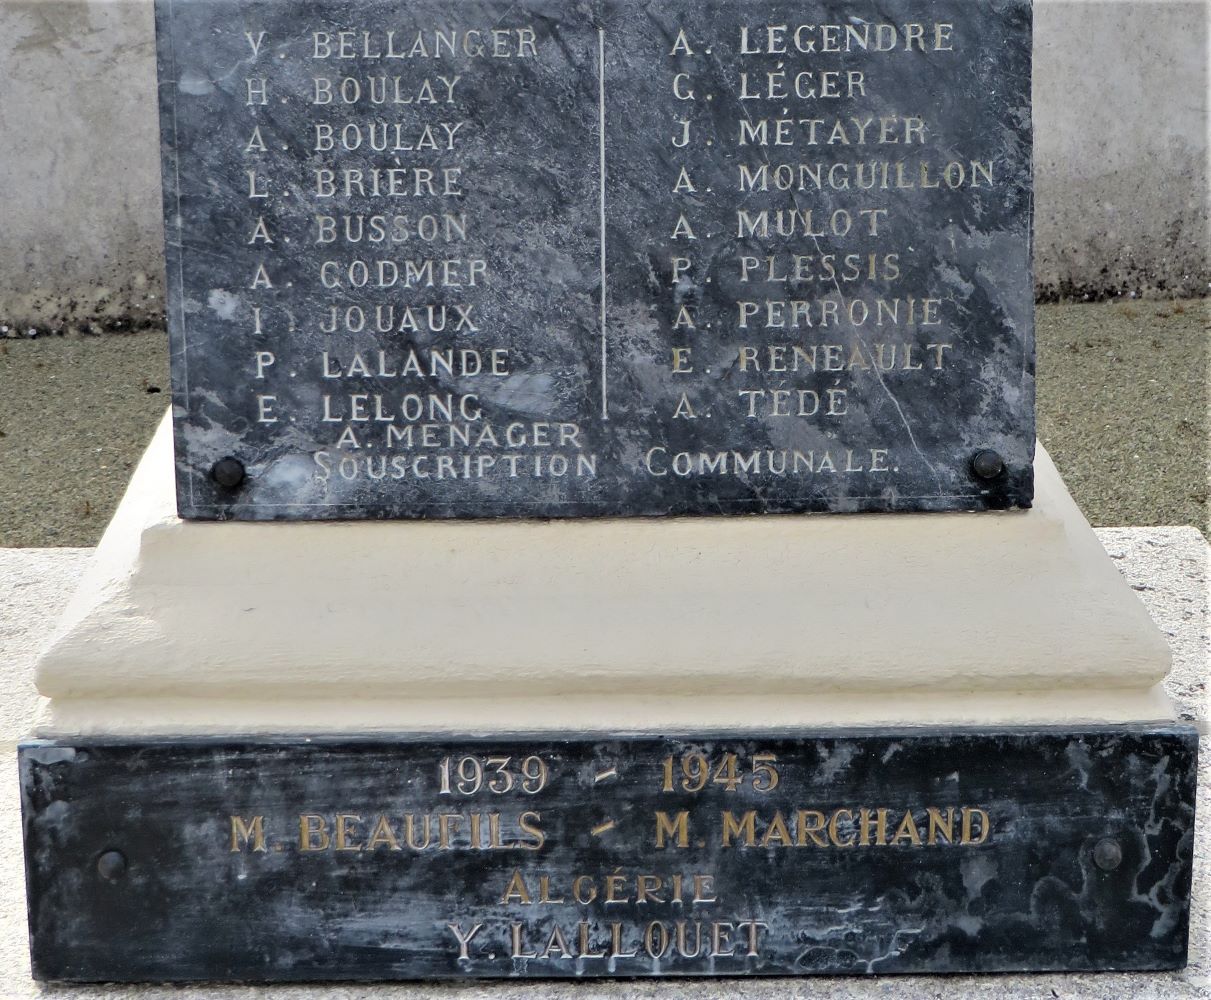 V. BELLANGER
H. BOULAY
A. BOULAY
L. BRIÈRE
A. BUSSON
A. GODMER
I. JOUAUX
P. LALANDE
E. LELONG
A. MENAGER
A. LEGENDRE
G. LÉGER
J. MÉTAYER
A. MONGUILLON
A. MULOT
P. PLESSIS
A. PERRONIE
E. RENEAULT
A. TÉDÉ
SOUSCRIPTION COMMUNALE.
1939 - 1945
M. BEAUFILS - M. MARCHAND
ALGÉRIE
Y. LALLOUET